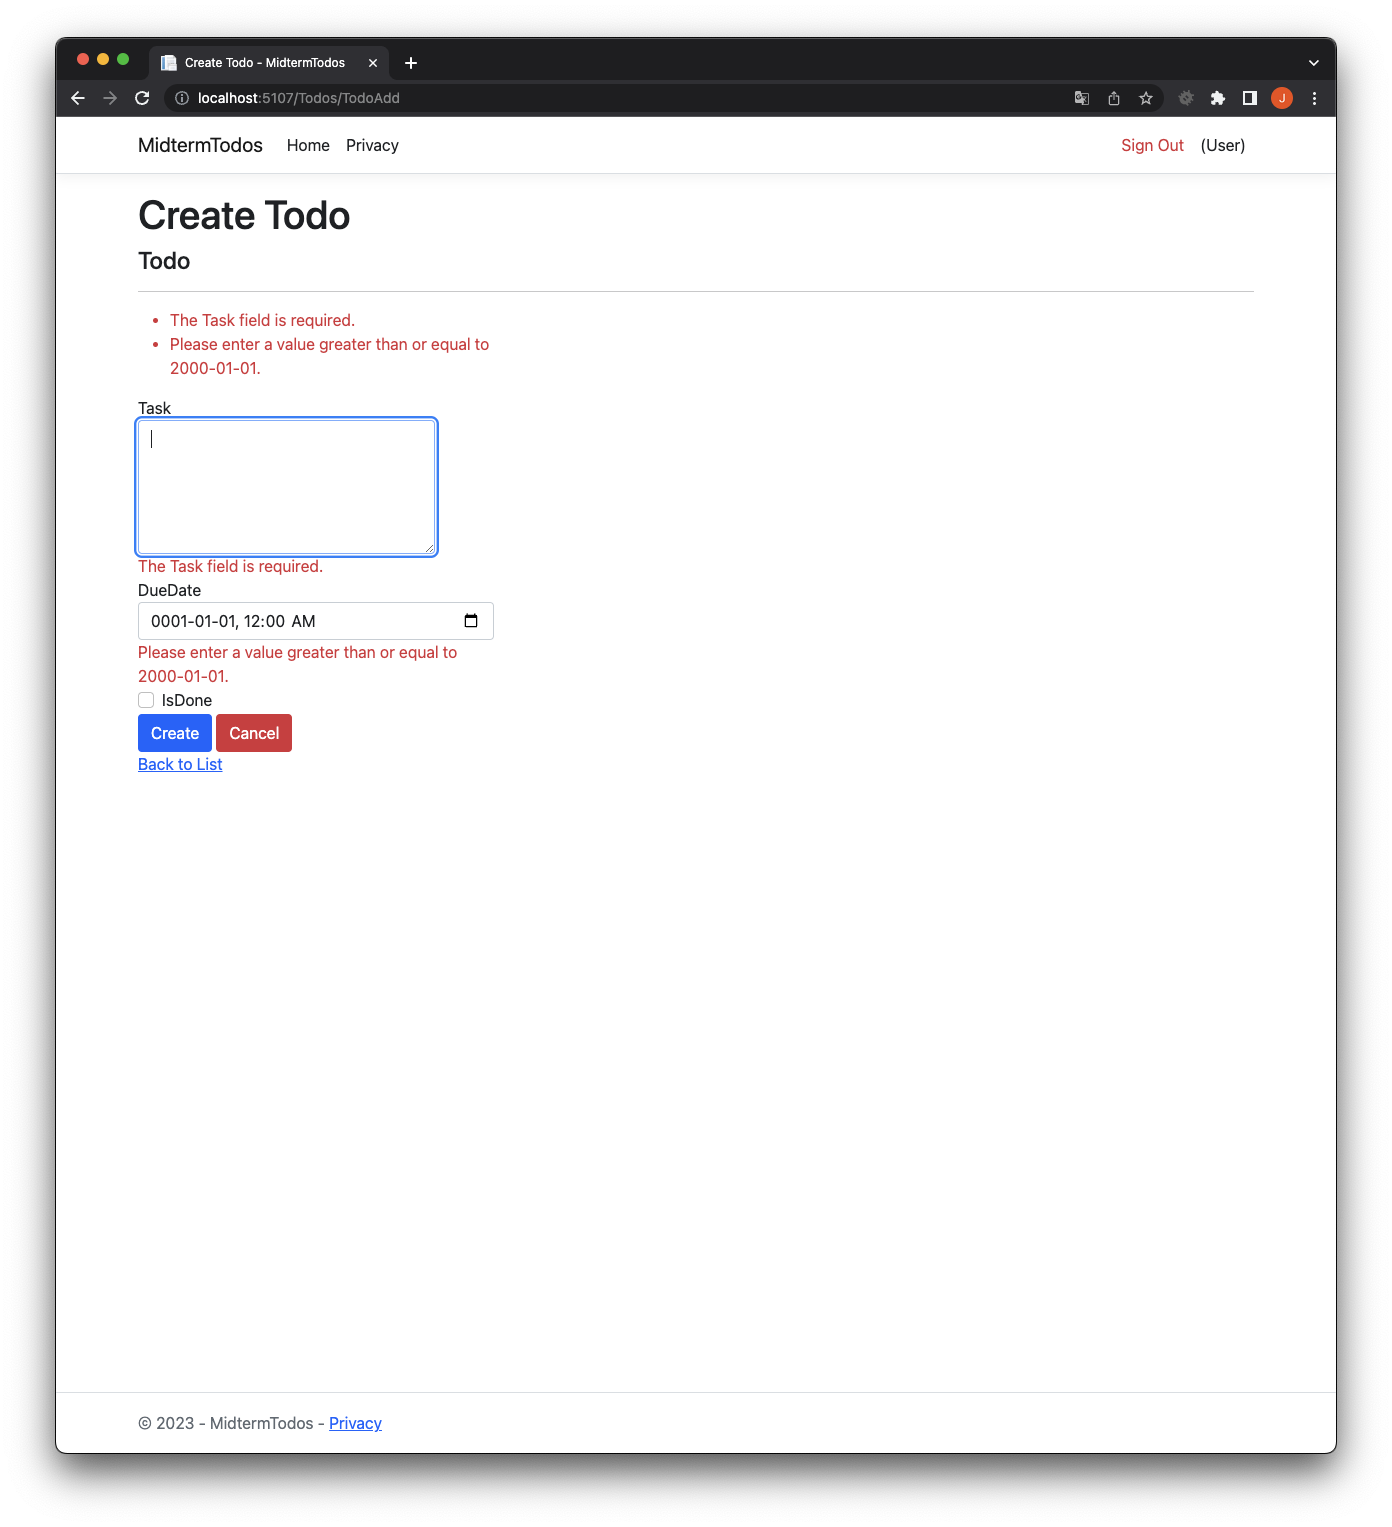 Create Todo - MidtermTodos
localhost:5107/Todos/TodoAdd
J
MidtermTodos Home Privacy Sign Out (User)
Create Todo
Todo
The Task field is required.
Please enter a value greater than or equal to
2000-01-01.
Task
The Task field is required.
DueDate
0001-01-01, 12:00 AM
Please enter a value greater than or equal to
2000-01-01.
IsDone
Create Cancel
Back to List
© 2023 - MidtermTodos - Privacy